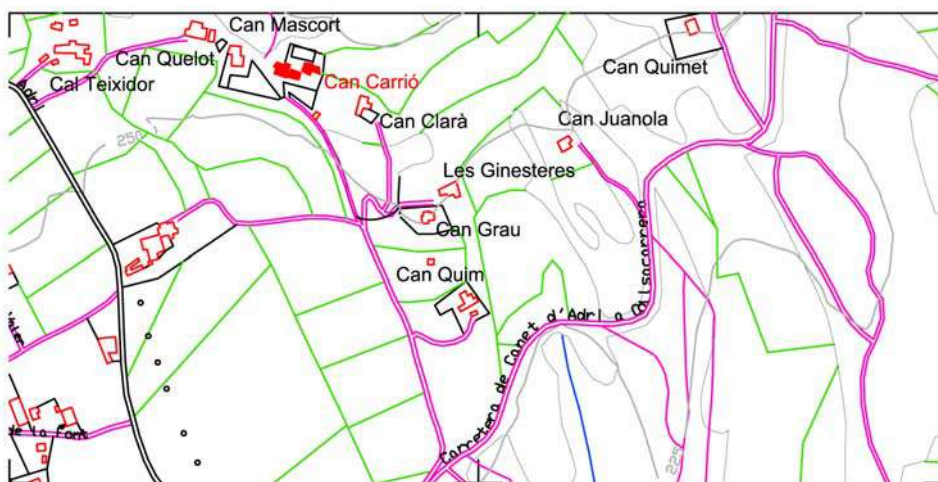 Can Mascort
Can Quelot
Cal Teixidor
Can Carrió
Can Quimet
Adri
250
Can Clarà
Can Juanola
Les Ginesteres
Can Grau
Can Quim
Carretera de Canet d'Adri a
de la Font
225